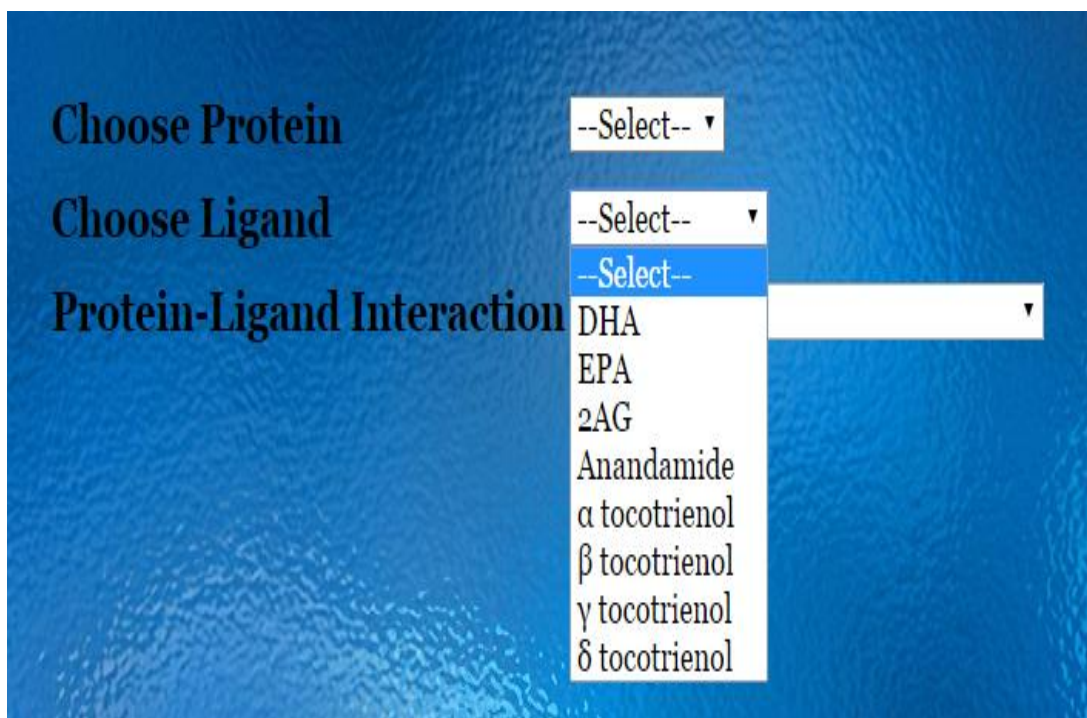 Choose Protein --Select--
Choose Ligand --Select--
--Select--
Protein-Ligand Interaction
DHA
EPA
2AG
Anandamide
α tocotrienol
β tocotrienol
γ tocotrienol
δ tocotrienol